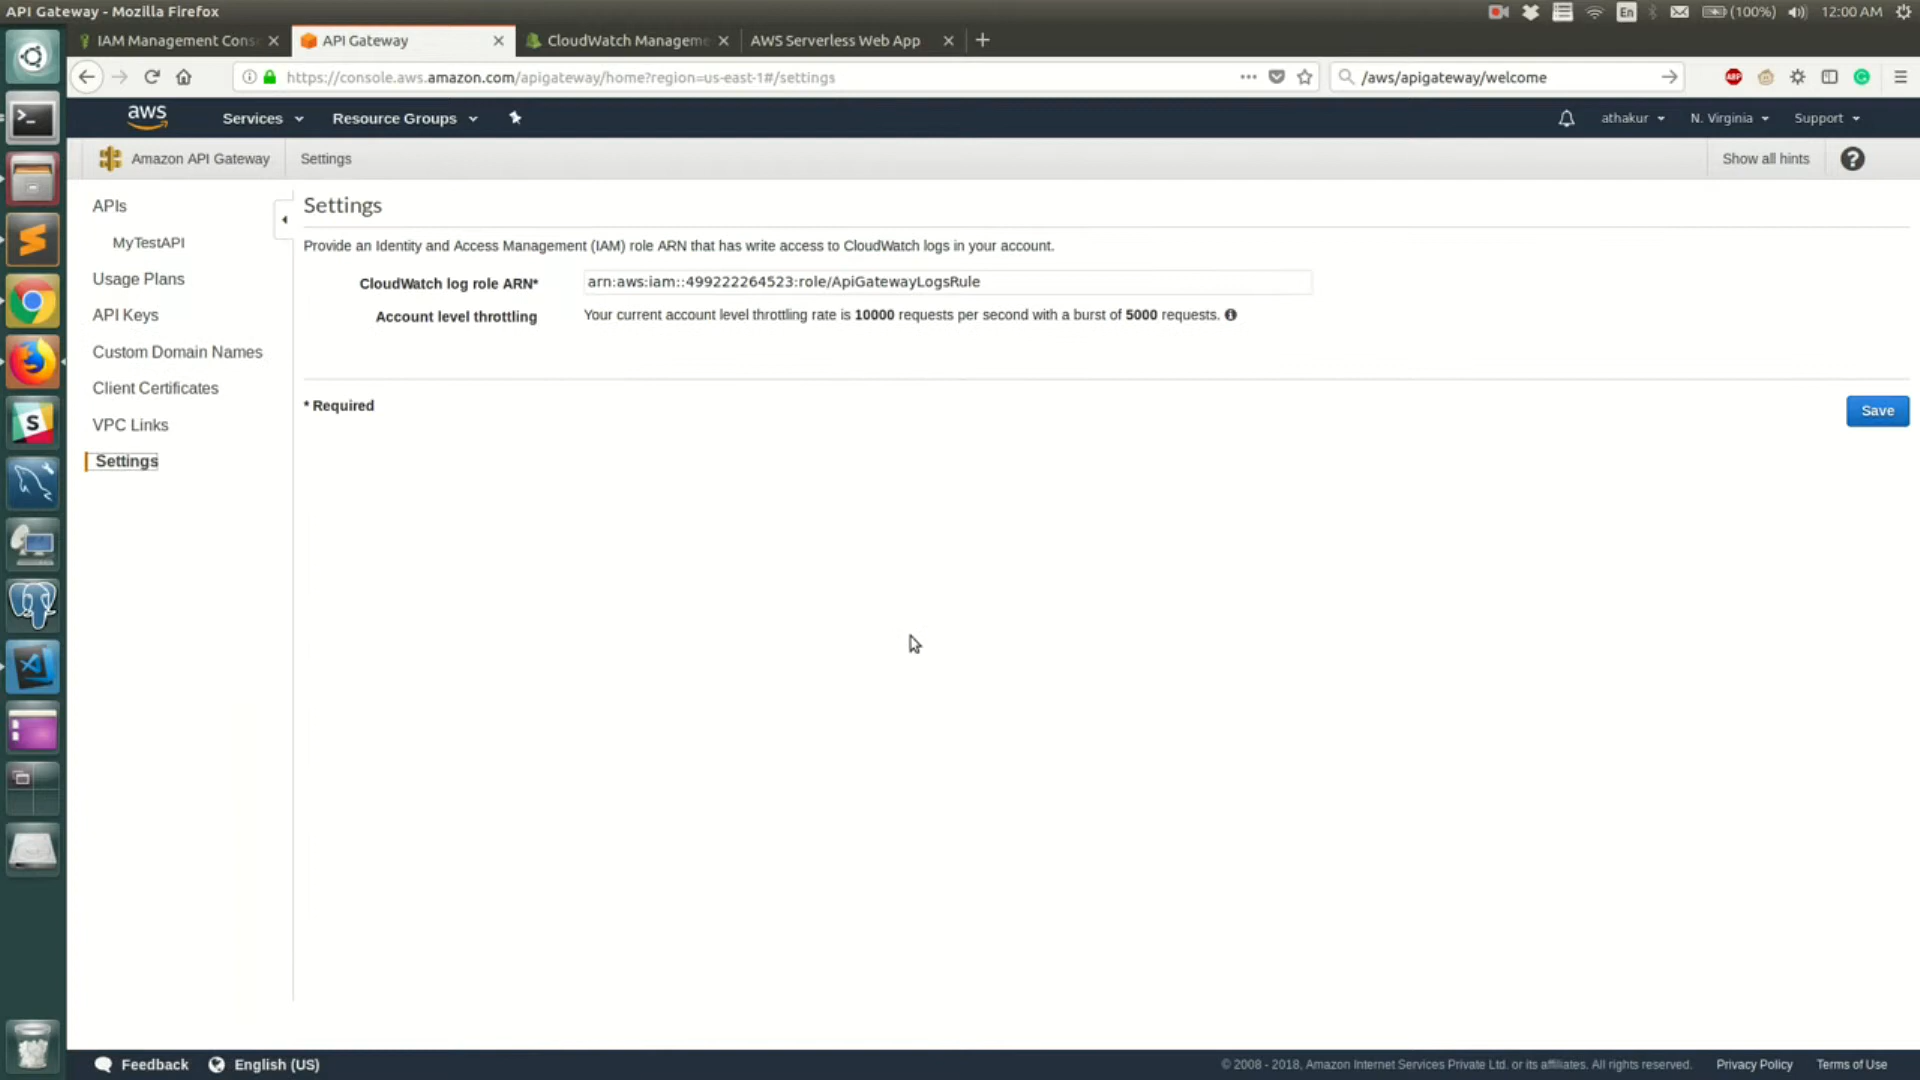 API Gateway - Mozilla Firefox
En (100%) 12:00 AM
IAM Management Cons
API Gateway
CloudWatch Manageme
AWS Serverless Web App
https://console.aws.amazon.com/apigateway/home?region=us-east-1#/settings
/aws/apigateway/welcome
ABP
aws Services Resource Groups athakur N. Virginia Support
Amazon API Gateway Settings Show all hints ?
APIs
MyTestAPI
Usage Plans
API Keys
Custom Domain Names
Client Certificates
VPC Links
Settings
Settings
Provide an Identity and Access Management (IAM) role ARN that has write access to CloudWatch logs in your account.
CloudWatch log role ARN* arn:aws:iam::499222264523:role/ApiGatewayLogsRule
Account level throttling Your current account level throttling rate is 10000 requests per second with a burst of 5000 requests.
* Required
Save
Feedback English (US) © 2008 - 2018, Amazon Internet Services Private Ltd. or its affiliates. All rights reserved. Privacy Policy Terms of Use